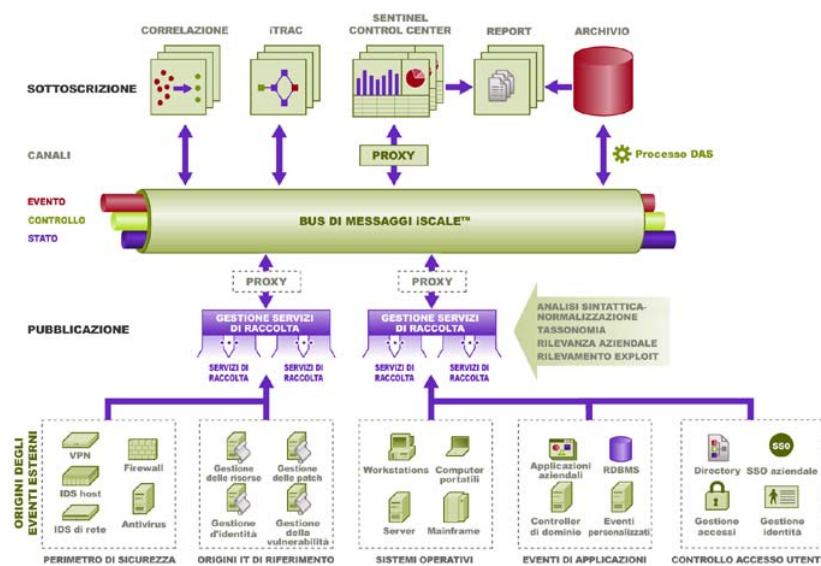 CORRELAZIONE
iTRAC
SENTINEL
CONTROL CENTER
REPORT
ARCHIVIO
SOTTOSCRIZIONE
CANALI
PROXY
Processo DAS
EVENTO
CONTROLLO
STATO
BUS DI MESSAGGI iSCALE™
PROXY
PROXY
PUBBLICAZIONE
GESTIONE SERVIZI
DI RACCOLTA
GESTIONE SERVIZI
DI RACCOLTA
SERVIZI
DI RACCOLTA
SERVIZI
DI RACCOLTA
SERVIZI
DI RACCOLTA
SERVIZI
DI RACCOLTA
ANALISI SINTATTICA-
NORMALIZZAZIONE
TASSONOMIA
RILEVANZA AZIENDALE
RILEVAMENTO EXPLOIT
ORIGINI DEGLI
EVENTI ESTERNI
VPN
Firewall
IDS host
IDS di rete
Antivirus
PERIMETRO DI SICUREZZA
Gestione
delle risorse
Gestione
delle patch
Gestione
d'identità
Gestione
della
vulnerabilità
ORIGINI IT DI RIFERIMENTO
Workstations
Computer
portatili
Server
Mainframe
SISTEMI OPERATIVI
Applicazioni
aziendali
RDBMS
Controller
di dominio
Eventi
personalizzati
EVENTI DI APPLICAZIONI
Directory
SSO
SSO aziendale
Gestione
accessi
Gestione
identità
CONTROLLO ACCESSO UTENTE